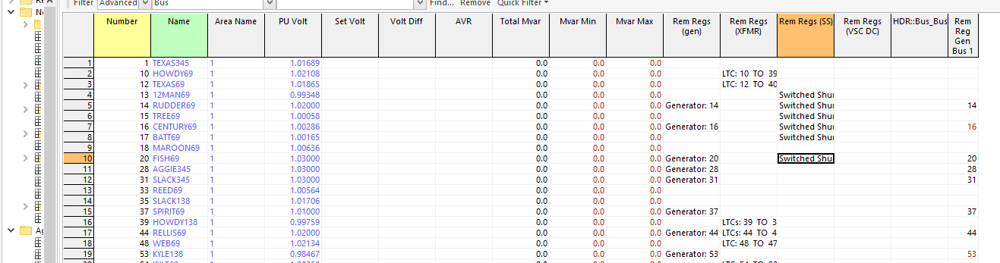 Re
Filter Advanced Bus Find... Remove Quick Filter
Ne
Number Name Area Name PU Volt Set Volt Volt Diff AVR Total Mvar Mvar Min Mvar Max Rem Regs (gen) Rem Regs (XFMR) Rem Regs (SS) Rem Regs (VSC DC) HDR::Bus_Bus Rem Reg Gen Bus 1
1 1 TEXAS345 1 1.01689 0.0 0.0 0.0
2 10 HOWDY69 1 1.02108 0.0 0.0 0.0 LTC: 10 TO 39
3 12 TEXAS69 1 1.01865 0.0 0.0 0.0 LTC: 12 TO 40
4 13 12MAN69 1 0.99348 0.0 0.0 0.0 Switched Shu
5 14 RUDDER69 1 1.02000 0.0 0.0 0.0 Generator: 14 Switched Shu 14
6 15 TREE69 1 1.00058 0.0 0.0 0.0 Switched Shu
7 16 CENTURY69 1 1.00286 0.0 0.0 0.0 Generator: 16 Switched Shu 16
8 17 BATT69 1 1.00165 0.0 0.0 0.0 Switched Shu
9 18 MAROON69 1 1.00636 0.0 0.0 0.0
10 20 FISH69 1 1.03000 0.0 0.0 0.0 Generator: 20 Switched Shu 20
11 28 AGGIE345 1 1.03000 0.0 0.0 0.0 Generator: 28 28
12 31 SLACK345 1 1.03000 0.0 0.0 0.0 Generator: 31 31
13 33 REED69 1 1.00564 0.0 0.0 0.0
14 35 SLACK138 1 1.01706 0.0 0.0 0.0
15 37 SPIRIT69 1 1.01000 0.0 0.0 0.0 Generator: 37 37
16 39 HOWDY138 1 0.99759 0.0 0.0 0.0 LTCs: 39 TO 3
17 44 RELLIS69 1 1.02000 0.0 0.0 0.0 Generator: 44 LTCs: 44 TO 4 44
Ag
18 48 WEB69 1 1.02134 0.0 0.0 0.0 LTC: 48 TO 47
19 53 KYLE138 1 0.98467 0.0 0.0 0.0 Generator: 53 53